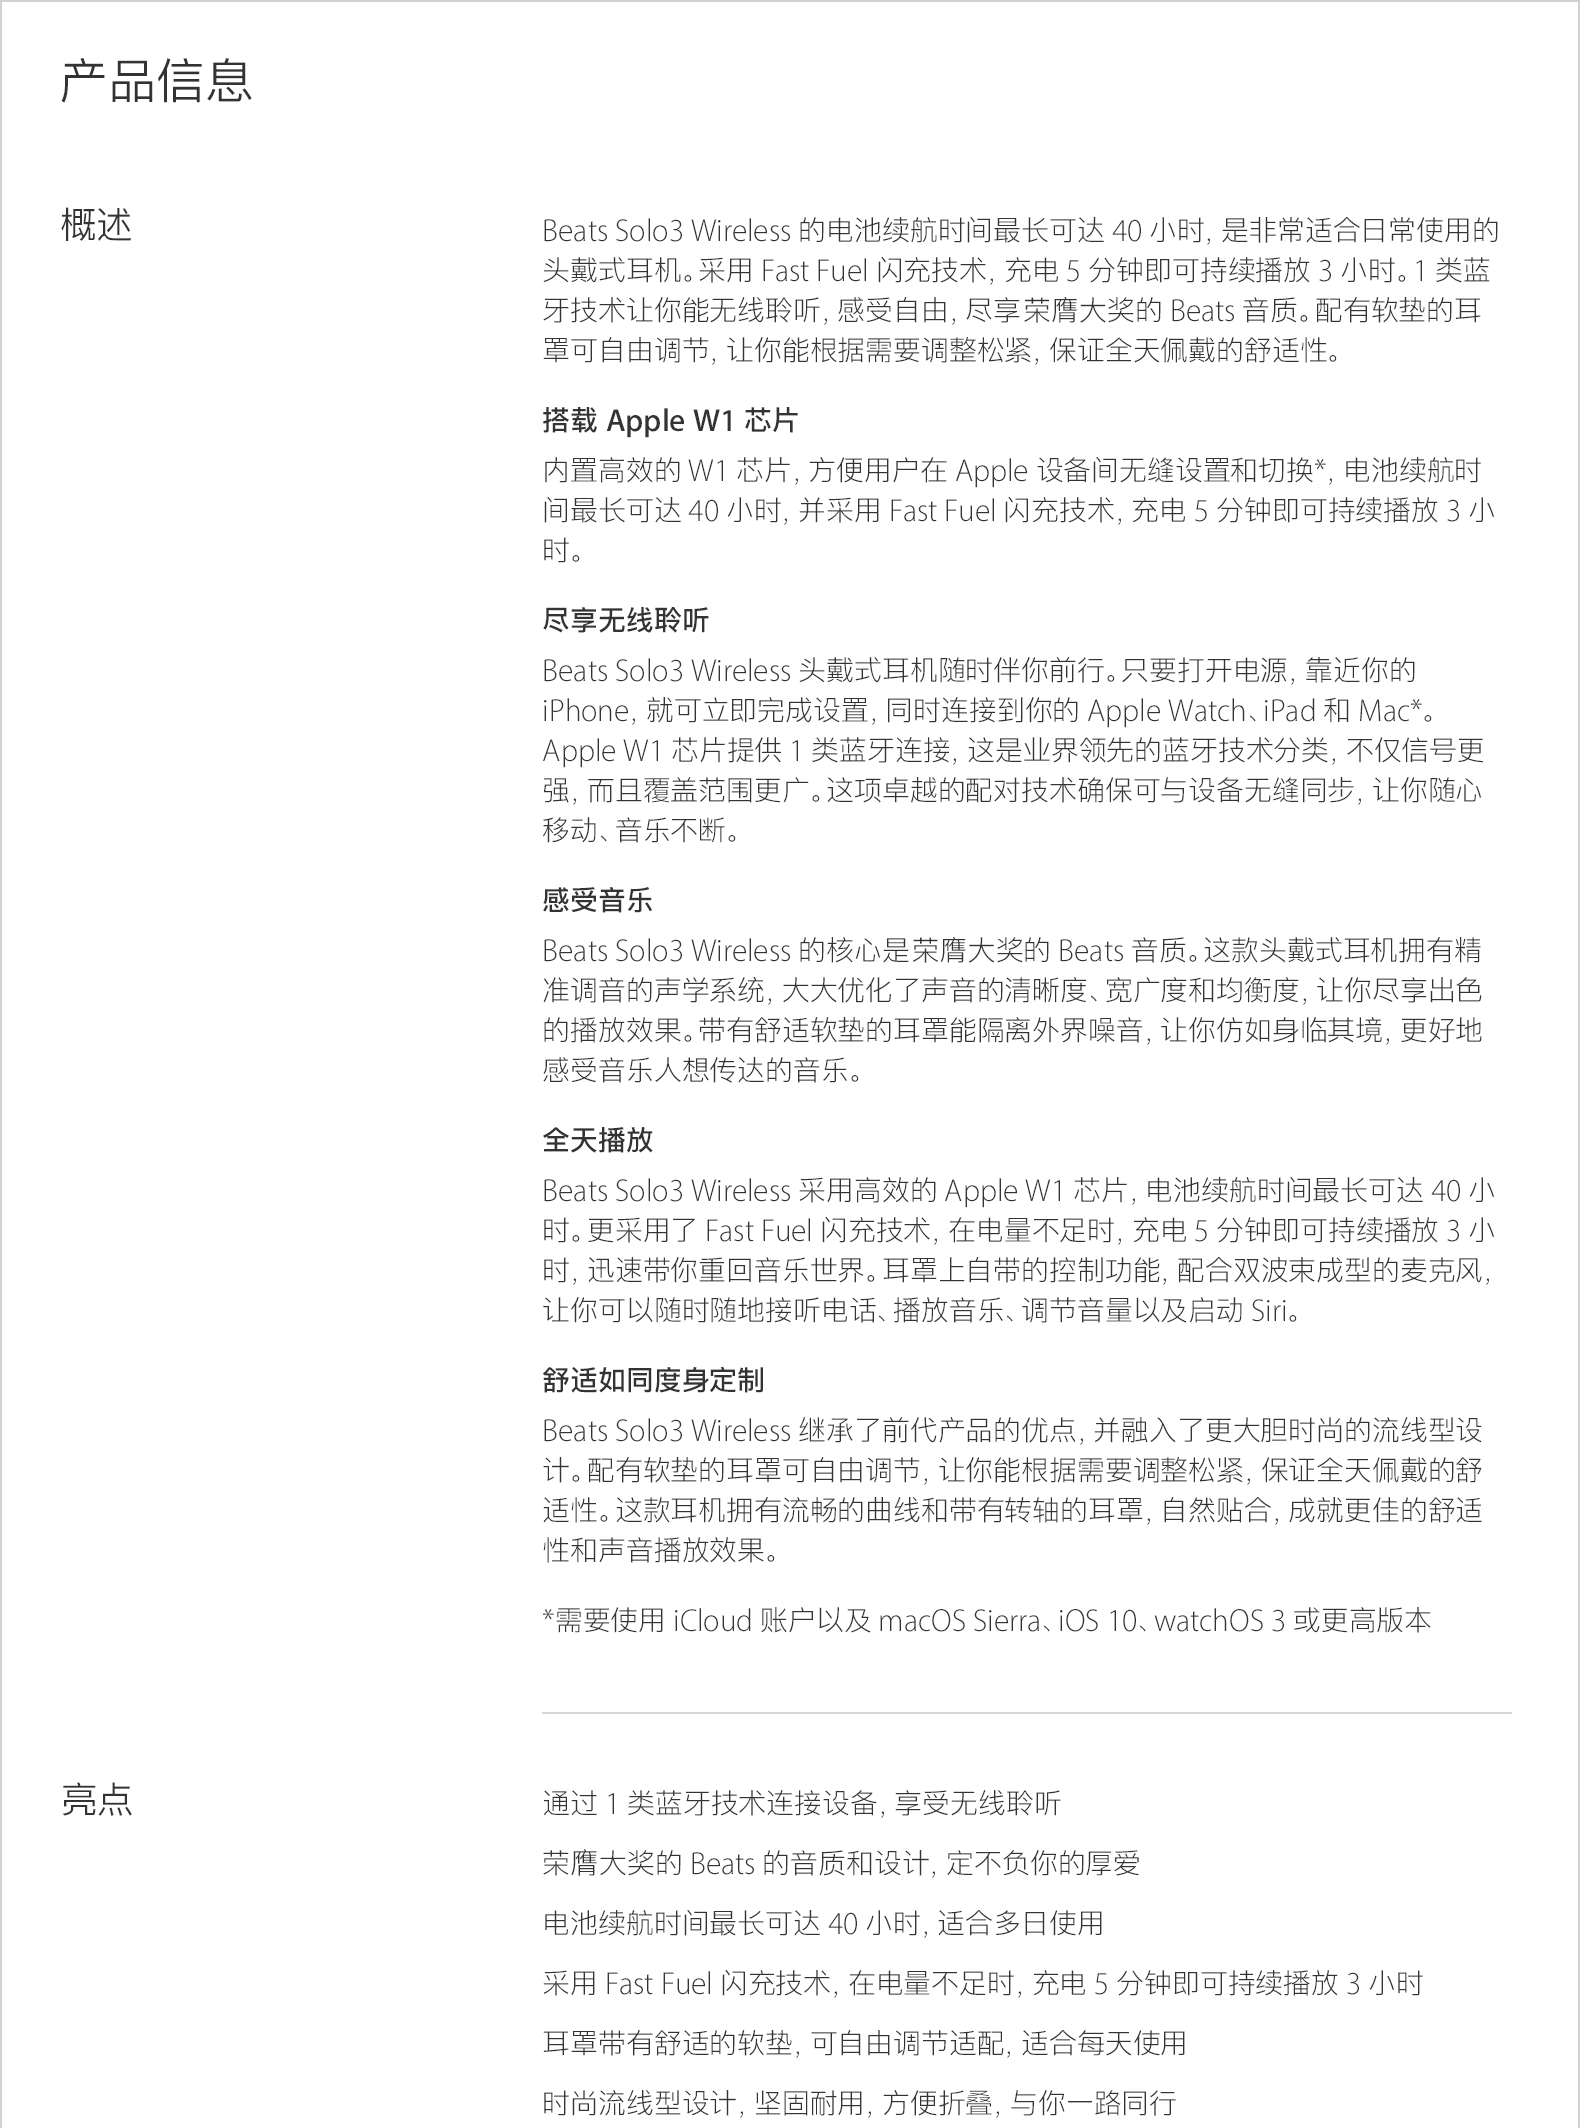 产品信息
概述
Beats Solo3 Wireless 的电池续航时间最长可达 40 小时, 是非常适合日常使用的
头戴式耳机。采用 Fast Fuel 闪充技术, 充电 5 分钟即可持续播放 3 小时。1 类蓝
牙技术让你能无线聆听, 感受自由, 尽享荣膺大奖的 Beats 音质。配有软垫的耳
罩可自由调节, 让你能根据需要调整松紧, 保证全天佩戴的舒适性。
搭载 Apple W1 芯片
内置高效的 W1 芯片, 方便用户在 Apple 设备间无缝设置和切换*, 电池续航时
间最长可达 40 小时, 并采用 Fast Fuel 闪充技术, 充电 5 分钟即可持续播放 3 小
时。
尽享无线聆听
Beats Solo3 Wireless 头戴式耳机随时伴你前行。只要打开电源, 靠近你的
iPhone, 就可立即完成设置, 同时连接到你的 Apple Watch、iPad 和 Mac*。
Apple W1 芯片提供 1 类蓝牙连接, 这是业界领先的蓝牙技术分类, 不仅信号更
强, 而且覆盖范围更广。这项卓越的配对技术确保可与设备无缝同步, 让你随心
移动、音乐不断。
感受音乐
Beats Solo3 Wireless 的核心是荣膺大奖的 Beats 音质。这款头戴式耳机拥有精
准调音的声学系统, 大大优化了声音的清晰度、宽广度和均衡度, 让你尽享出色
的播放效果。带有舒适软垫的耳罩能隔离外界噪音, 让你仿如身临其境, 更好地
感受音乐人想传达的音乐。
全天播放
Beats Solo3 Wireless 采用高效的 Apple W1 芯片, 电池续航时间最长可达 40 小
时。更采用了 Fast Fuel 闪充技术, 在电量不足时, 充电 5 分钟即可持续播放 3 小
时, 迅速带你重回音乐世界。耳罩上自带的控制功能, 配合双波束成型的麦克风,
让你可以随时随地接听电话、播放音乐、调节音量以及启动 Siri。
舒适如同度身定制
Beats Solo3 Wireless 继承了前代产品的优点, 并融入了更大胆时尚的流线型设
计。配有软垫的耳罩可自由调节, 让你能根据需要调整松紧, 保证全天佩戴的舒
适性。这款耳机拥有流畅的曲线和带有转轴的耳罩, 自然贴合, 成就更佳的舒适
性和声音播放效果。
*需要使用 iCloud 账户以及 macOS Sierra、iOS 10、watchOS 3 或更高版本
亮点
通过 1 类蓝牙技术连接设备, 享受无线聆听
荣膺大奖的 Beats 的音质和设计, 定不负你的厚爱
电池续航时间最长可达 40 小时, 适合多日使用
采用 Fast Fuel 闪充技术, 在电量不足时, 充电 5 分钟即可持续播放 3 小时
耳罩带有舒适的软垫, 可自由调节适配, 适合每天使用
时尚流线型设计, 坚固耐用, 方便折叠, 与你一路同行